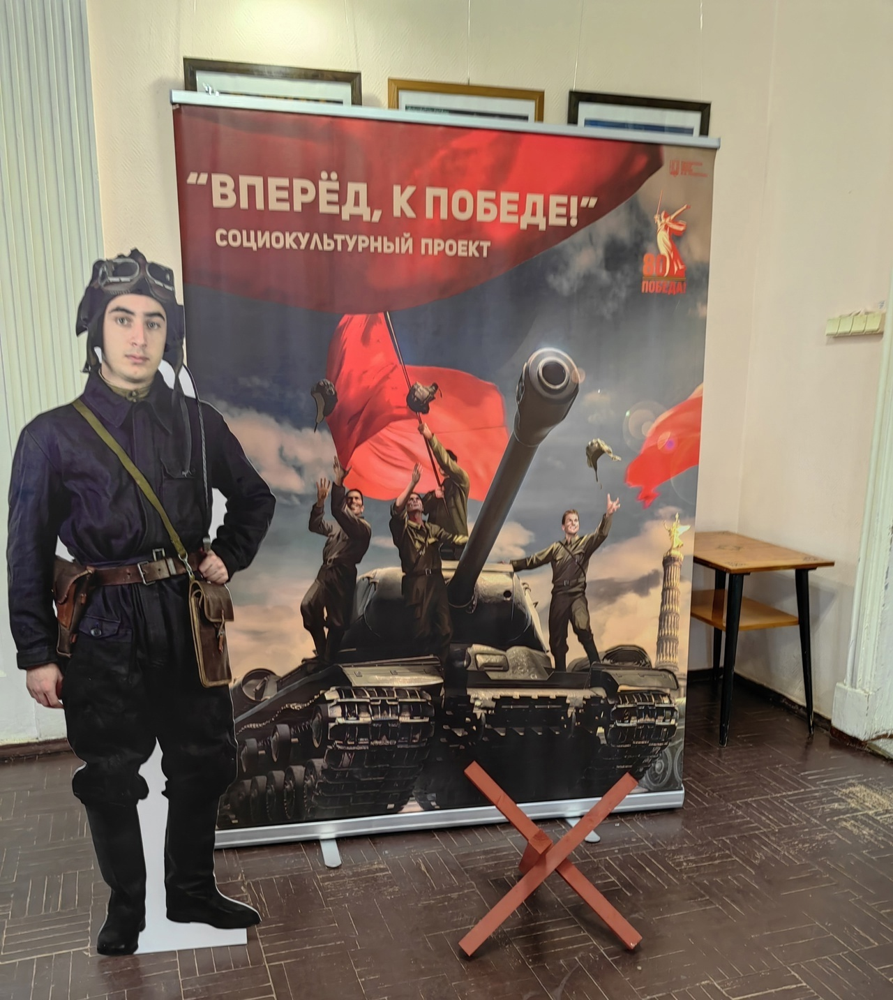 “ВПЕРЁД, К ПОБЕДЕ!”
СОЦИОКУЛЬТУРНЫЙ ПРОЕКТ
80
ПОБЕДА!